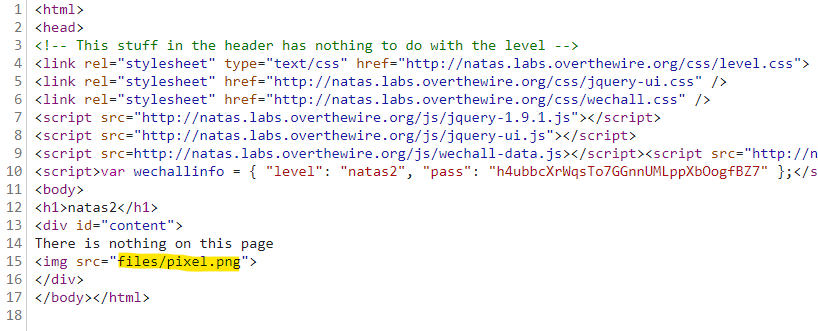 1 <html>
2 <head>
3 <!-- This stuff in the header has nothing to do with the level -->
4 <link rel="stylesheet" type="text/css" href="http://natas.labs.overthewire.org/css/level.css">
5 <link rel="stylesheet" href="http://natas.labs.overthewire.org/css/jquery-ui.css" />
6 <link rel="stylesheet" href="http://natas.labs.overthewire.org/css/wechall.css" />
7 <script src="http://natas.labs.overthewire.org/js/jquery-1.9.1.js"></script>
8 <script src="http://natas.labs.overthewire.org/js/jquery-ui.js"></script>
9 <script src=http://natas.labs.overthewire.org/js/wechall-data.js></script><script src="http://n
10 <script>var wechallinfo = { "level": "natas2", "pass": "h4ubbcXrWqsTo7GGnnUMLppXbOogfBZ7" };</s
11 <body>
12 <h1>natas2</h1>
13 <div id="content">
14 There is nothing on this page
15 <img src="files/pixel.png">
16 </div>
17 </body></html>
18